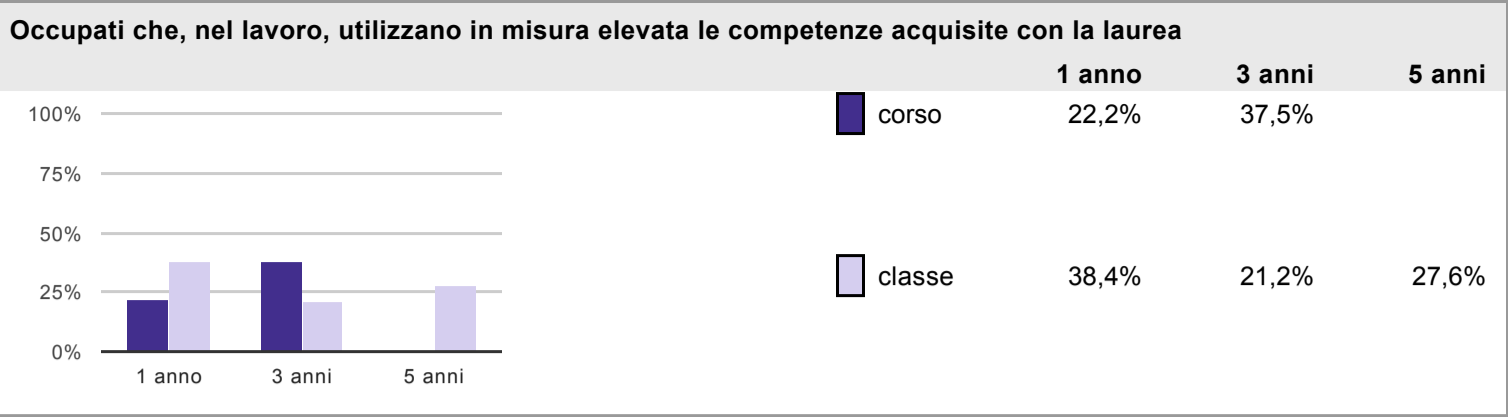 Occupati che, nel lavoro, utilizzano in misura elevata le competenze acquisite con la laurea
1 anno 3 anni 5 anni
100%
75%
50%
25%
0%
1 anno 3 anni 5 anni
corso 22,2% 37,5%
classe 38,4% 21,2% 27,6%